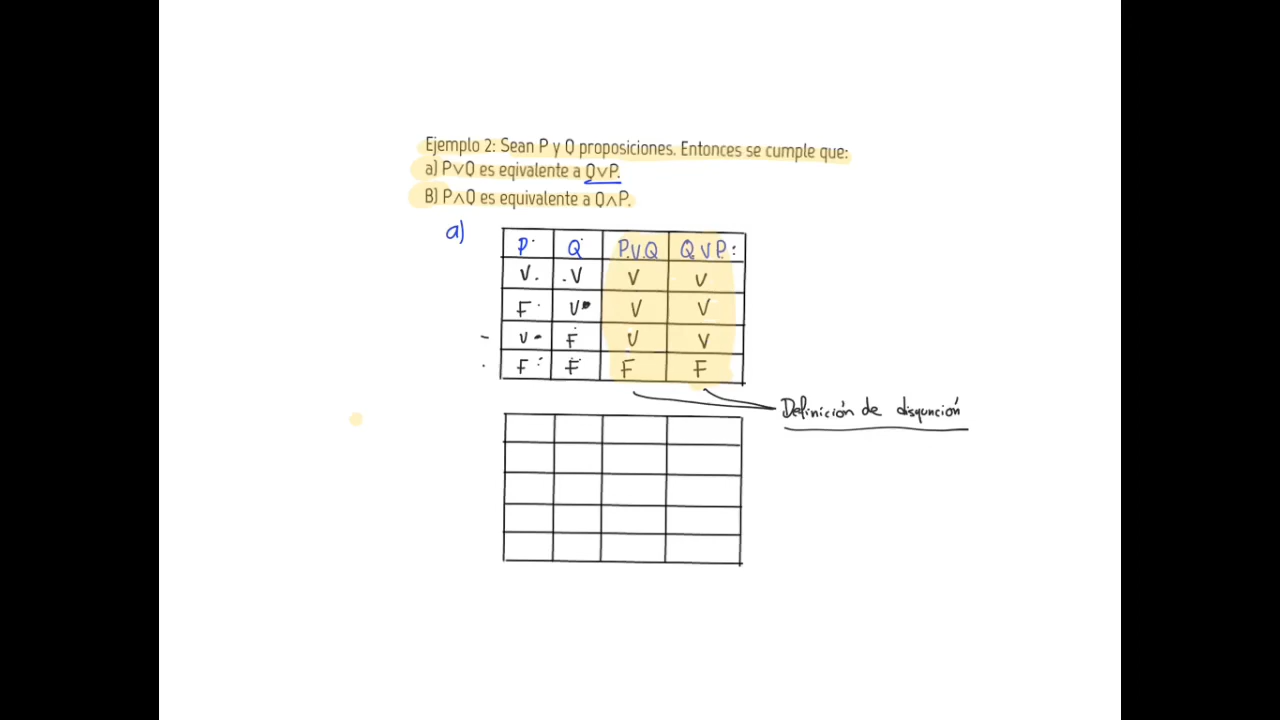 Ejemplo 2: Sean P y Q proposiciones. Entonces se cumple que:
a) P∨Q es eqivalente a Q∨P.
B) P∧Q es equivalente a Q∧P.
a)
P Q P∨Q Q∨P
V V V V
F V V V
V F V V
F F F F
Definición de disyunción